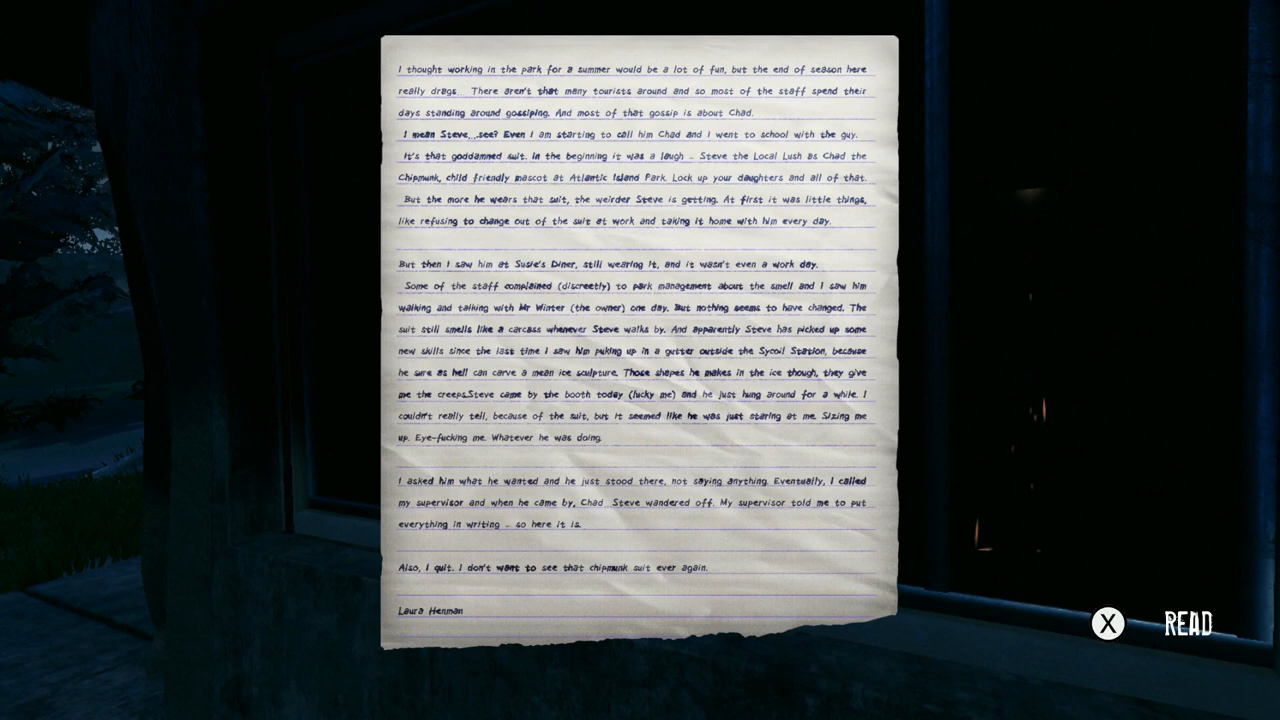 I thought working in the park for a summer would be a lot of fun, but the end of season here
really drags... There aren't that many tourists around and so most of the staff spend their
days standing around gossiping. And most of that gossip is about Chad.
I mean Steve....see? Even I am starting to call him Chad and I went to school with the guy.
It's that goddamned suit. In the beginning it was a laugh - Steve the Local Lush as Chad the
Chipmunk, child friendly mascot at Atlantic Island Park. Lock up your daughters and all of that.
But the more he wears that suit, the weirder Steve is getting. At first it was little things,
like refusing to change out of the suit at work and taking it home with him every day.
But then I saw him at Susie's Diner, still wearing it, and it wasn't even a work day.
Some of the staff complained (discreetly) to park management about the smell and I saw him
walking and talking with Mr Winter (the owner) one day. But nothing seems to have changed. The
suit still smells like a carcass whenever Steve walks by. And apparently Steve has picked up some
new skills since the last time I saw him puking up in a gutter outside the Sycoil Station, because
he sure as hell can carve a mean ice sculpture. Those shapes he makes in the ice though, they give
me the creeps.Steve came by the booth today (lucky me) and he just hung around for a while. I
couldn't really tell, because of the suit, but it seemed like he was just staring at me. Sizing me
up. Eye-fucking me. Whatever he was doing.
I asked him what he wanted and he just stood there, not saying anything. Eventually, I called
my supervisor and when he came by, Chad...Steve wandered off. My supervisor told me to put
everything in writing - so here it is.
Also, I quit. I don't want to see that chipmunk suit ever again.
Laura Henman
X READ